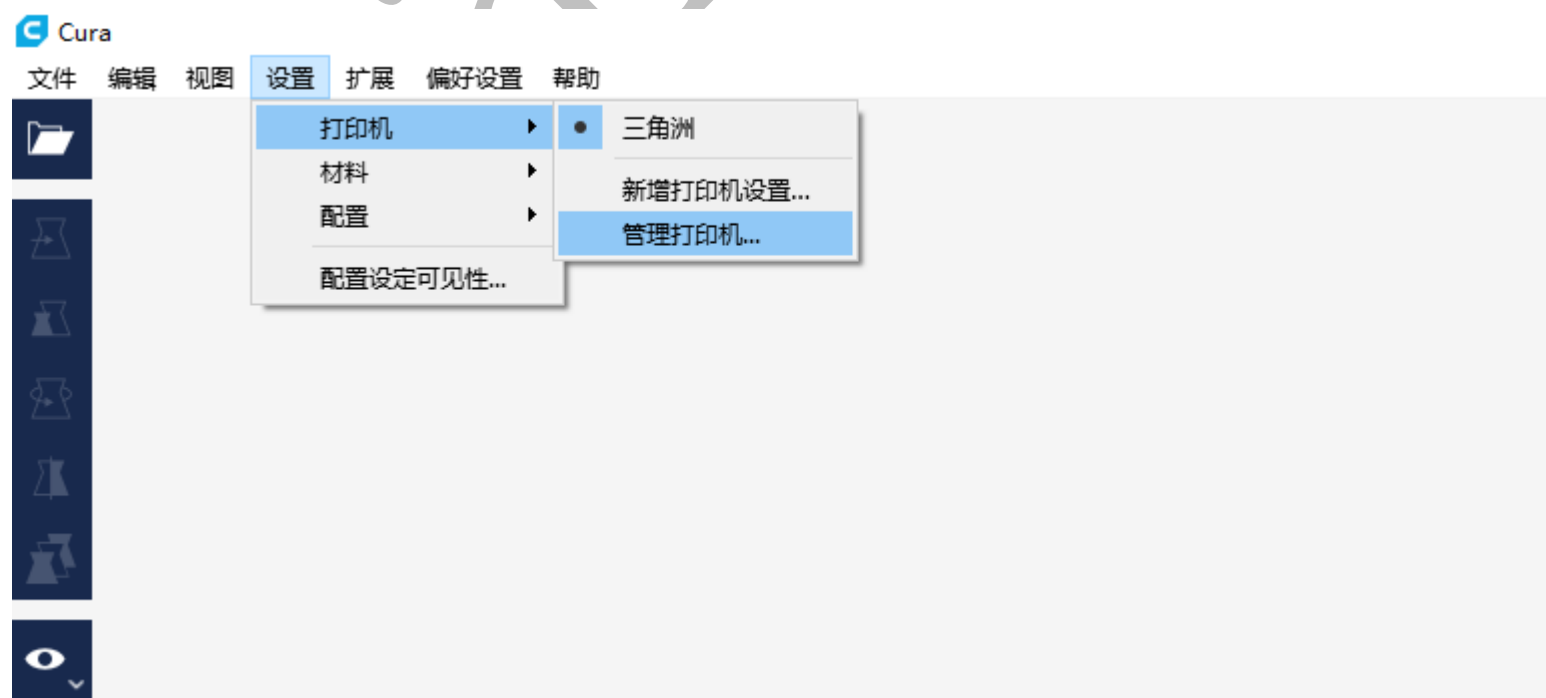 Cura
文件 编辑 视图 设置 扩展 偏好设置 帮助
打印机
材料
配置
配置设定可见性...
三角洲
新增打印机设置...
管理打印机...